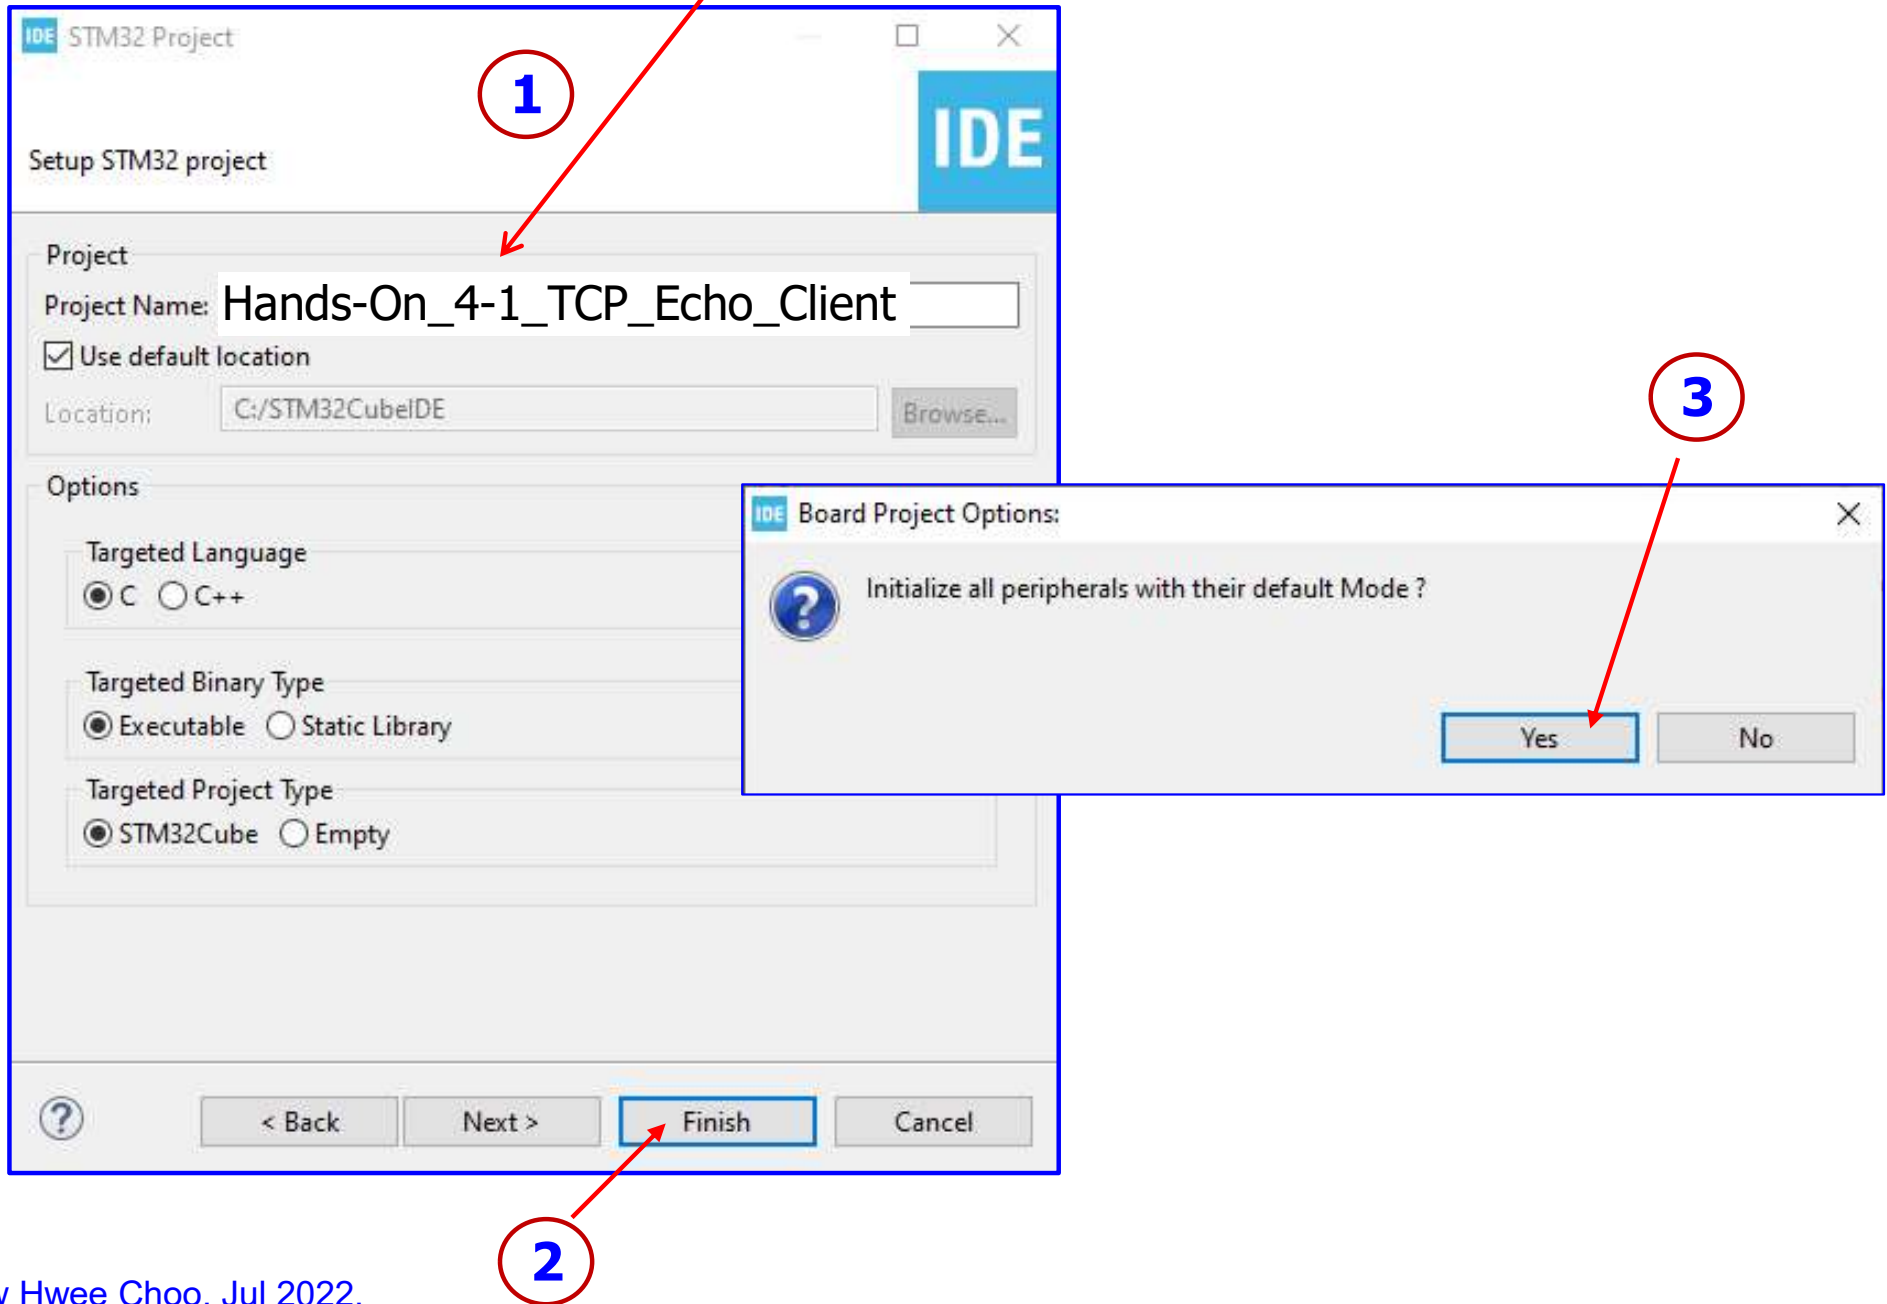 IDE STM32 Project
1
IDE
Setup STM32 project
Project
Project Name: Hands-On_4-1_TCP_Echo_Client
Use default location
Location: C:/STM32CubeIDE Browse...
Options
Targeted Language
C C++
Targeted Binary Type
Executable Static Library
Targeted Project Type
STM32Cube Empty
? < Back Next > Finish Cancel
2
3
IDE Board Project Options:
? Initialize all peripherals with their default Mode ?
Yes No
Hwee Choo, Jul 2022.